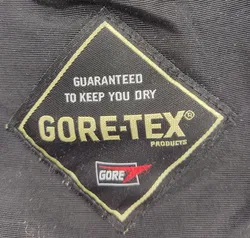 GUARANTEED
TO KEEP YOU DRY
GORE-TEX®
PRODUCTS
GORE